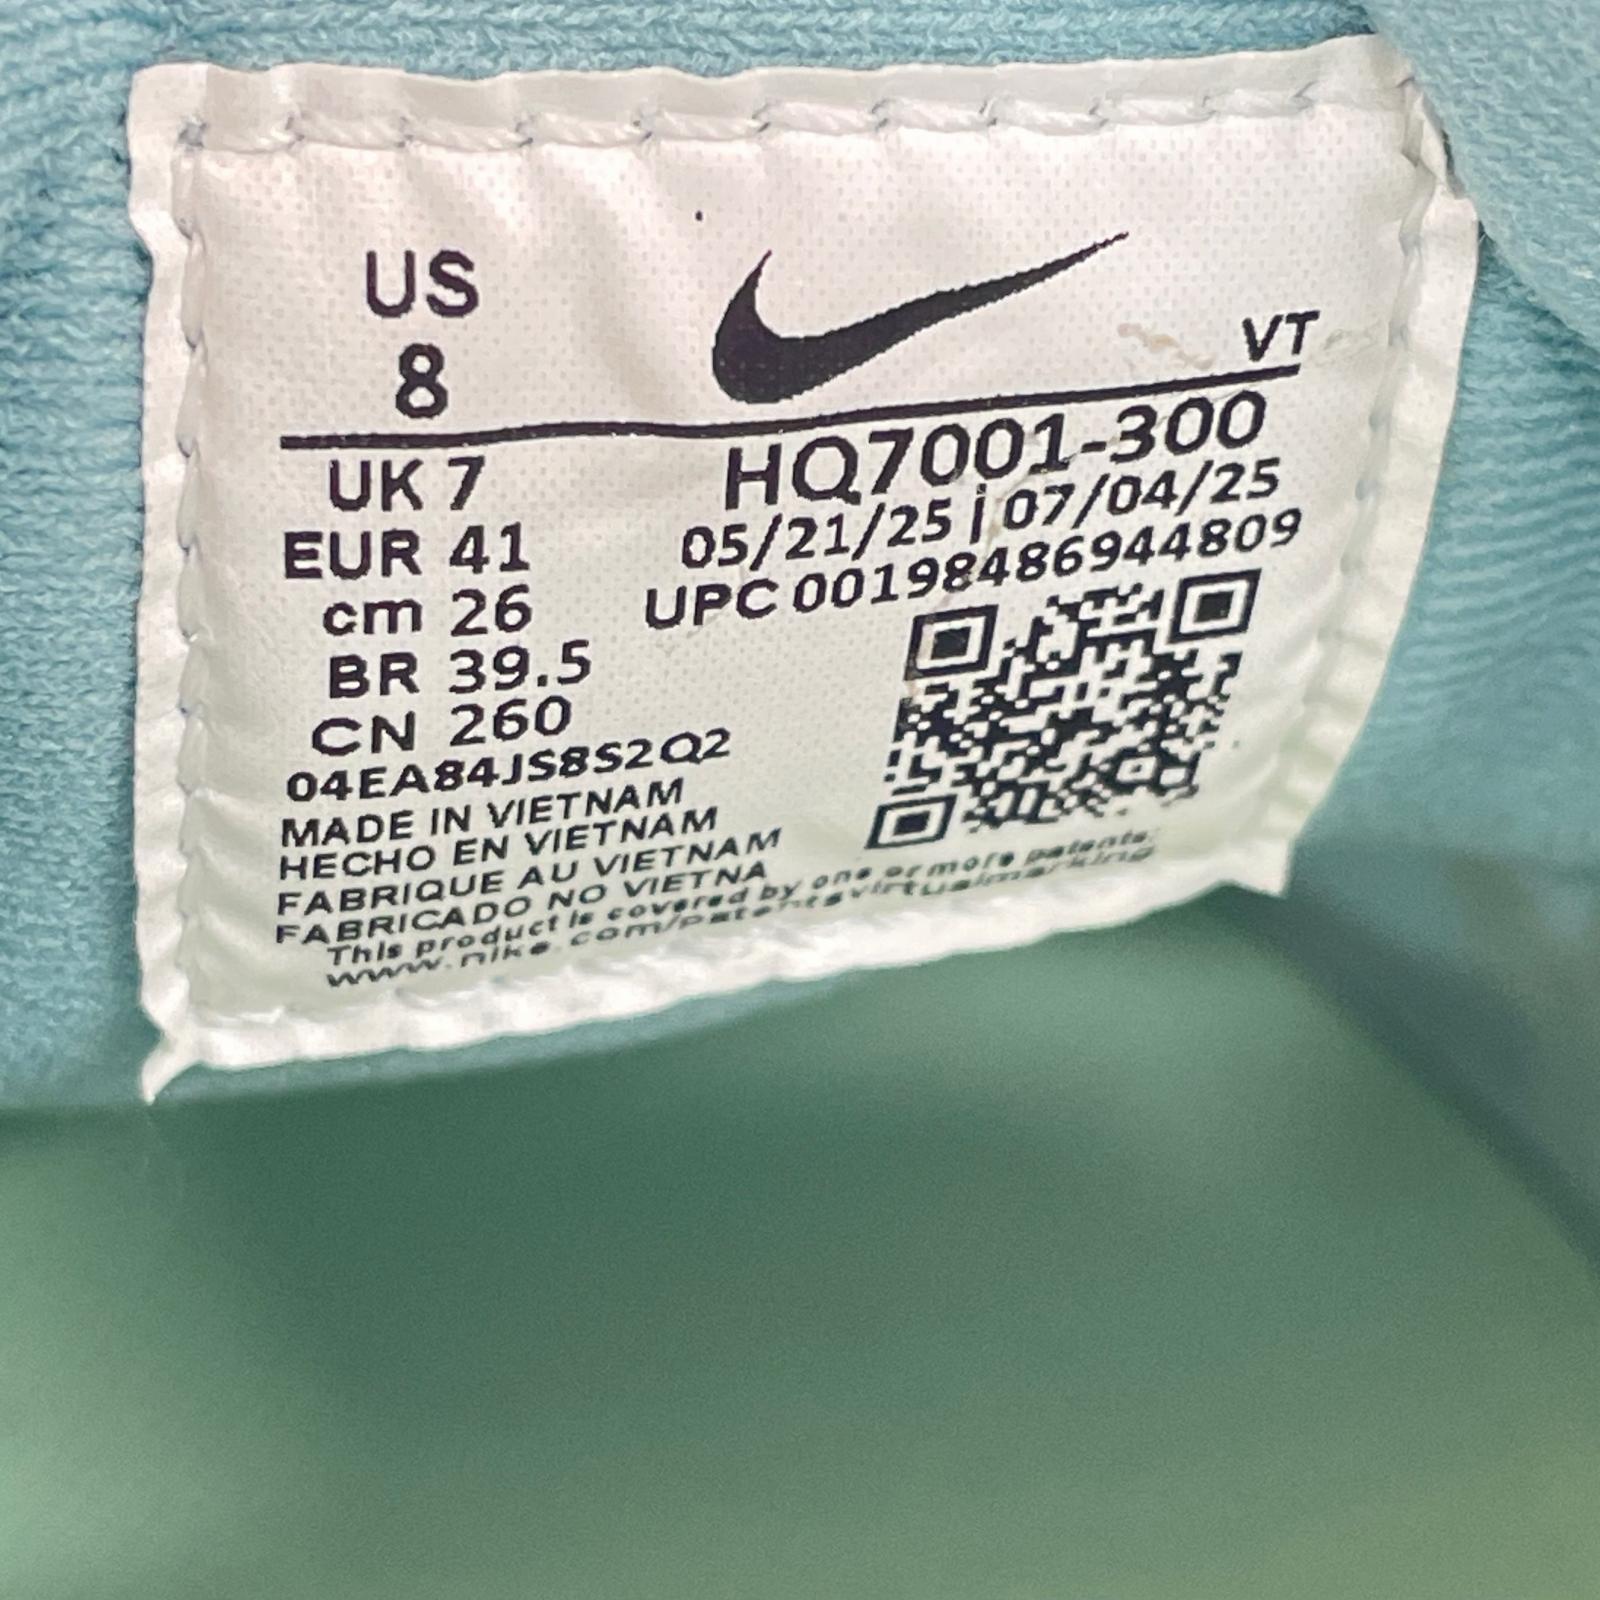 US
8
VT
UK 7
EUR 41
cm 26
BR 39.5
CN 260
HQ7001-300
05/21/25 | 07/04/25
UPC 00198486944809
04EA84JS8S2Q2
MADE IN VIETNAM
HECHO EN VIETNAM
FABRIQUE AU VIETNAM
FABRICADO NO VIETNA
This product is covered by one or more patents:
www.nike.com/patentsvirtualmarking